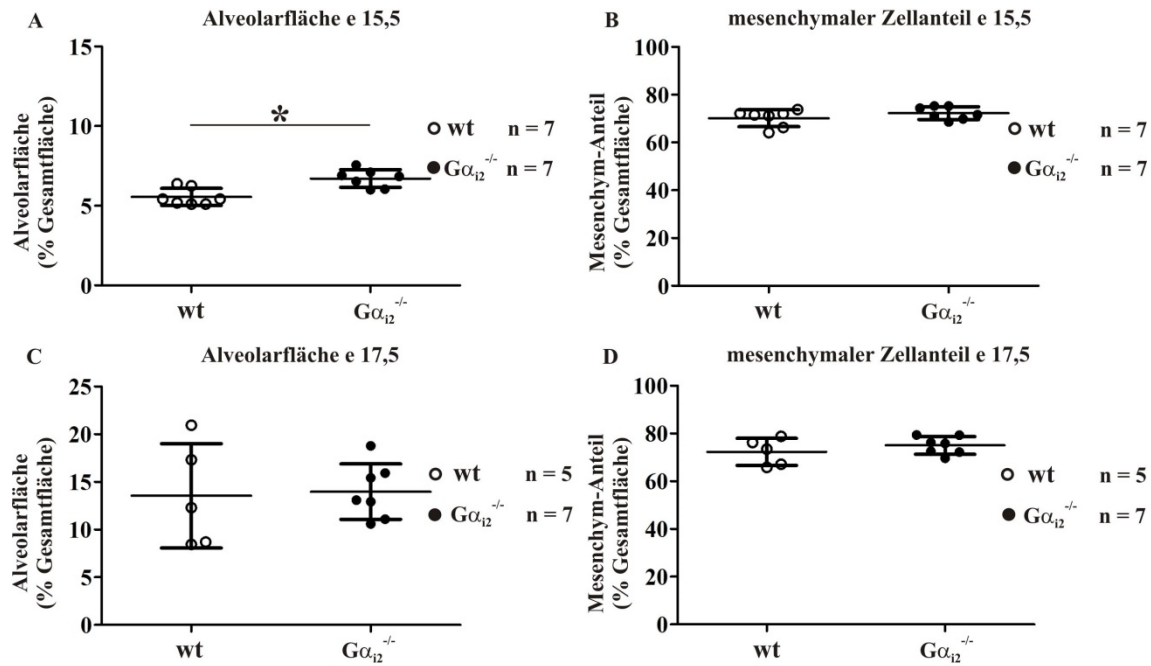 A Alveolarfläche e 15,5
Alveolarfläche
(% Gesamtfläche)
15
10
5
0
*
wt n = 7
Gαi2-/- n = 7
wt Gαi2-/-
B mesenchymaler Zellanteil e 15,5
Mesenchym-Anteil
(% Gesamtfläche)
100
80
60
40
20
0
wt n = 7
Gαi2-/- n = 7
wt Gαi2-/-
C Alveolarfläche e 17,5
Alveolarfläche
(% Gesamtfläche)
25
20
15
10
5
0
wt n = 5
Gαi2-/- n = 7
wt Gαi2-/-
D mesenchymaler Zellanteil e 17,5
Mesenchym-Anteil
(% Gesamtfläche)
100
80
60
40
20
0
wt n = 5
Gαi2-/- n = 7
wt Gαi2-/-